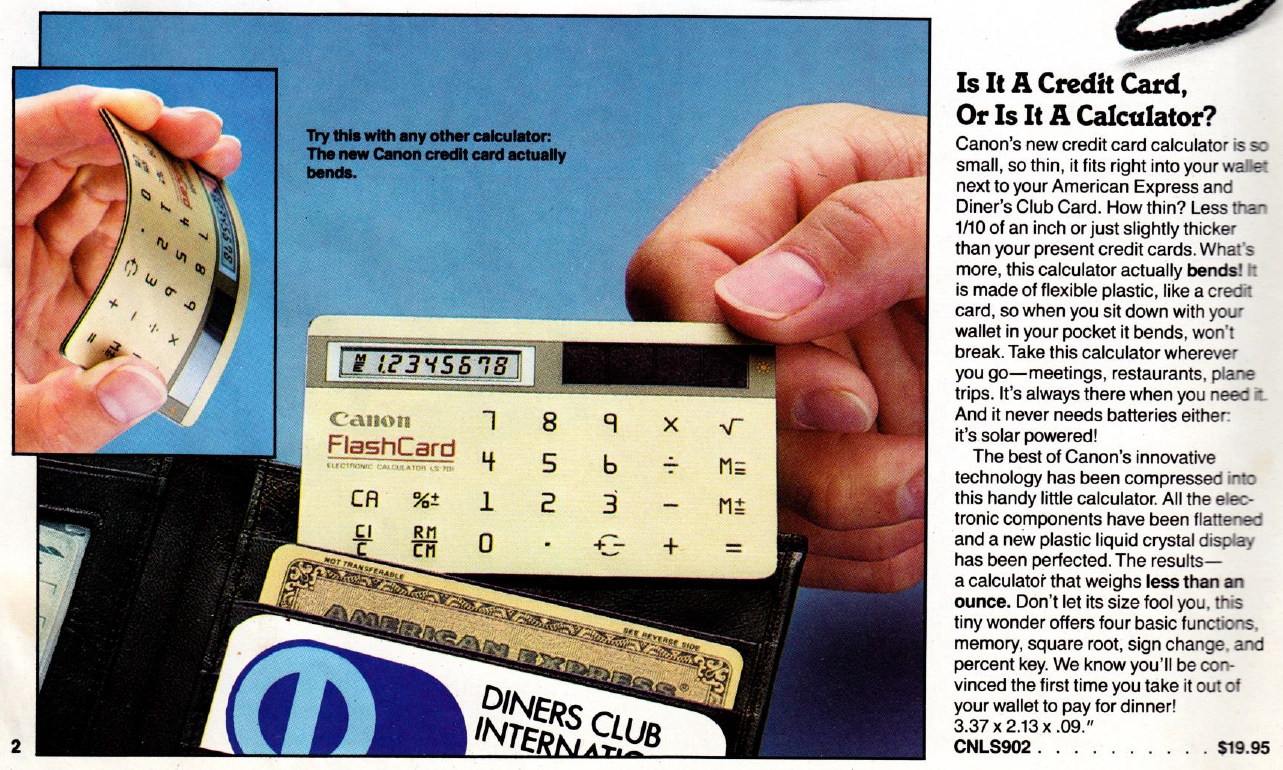 Try this with any other calculator:
The new Canon credit card actually
bends.
M
E 1.2345678
Canon
FlashCard
ELECTRONIC CALCULATOR LS-701
7 8 9 × √
4 5 6 ÷ M=
CA %± 1 2 3 − M±
CI/C RM/CM 0 . + =
NOT TRANSFERABLE
SEE REVERSE SIDE
AMERICAN EXPRESS®
DINERS CLUB
INTERNATIO
2
Is It A Credit Card,
Or Is It A Calculator?
Canon's new credit card calculator is so
small, so thin, it fits right into your wallet
next to your American Express and
Diner's Club Card. How thin? Less than
1/10 of an inch or just slightly thicker
than your present credit cards. What's
more, this calculator actually bends! It
is made of flexible plastic, like a credit
card, so when you sit down with your
wallet in your pocket it bends, won't
break. Take this calculator wherever
you go—meetings, restaurants, plane
trips. It's always there when you need it.
And it never needs batteries either:
it's solar powered!
The best of Canon's innovative
technology has been compressed into
this handy little calculator. All the elec-
tronic components have been flattened
and a new plastic liquid crystal display
has been perfected. The results—
a calculator that weighs less than an
ounce. Don't let its size fool you, this
tiny wonder offers four basic functions,
memory, square root, sign change, and
percent key. We know you'll be con-
vinced the first time you take it out of
your wallet to pay for dinner!
3.37 x 2.13 x .09."
CNLS902 . . . . . . . . . . $19.95